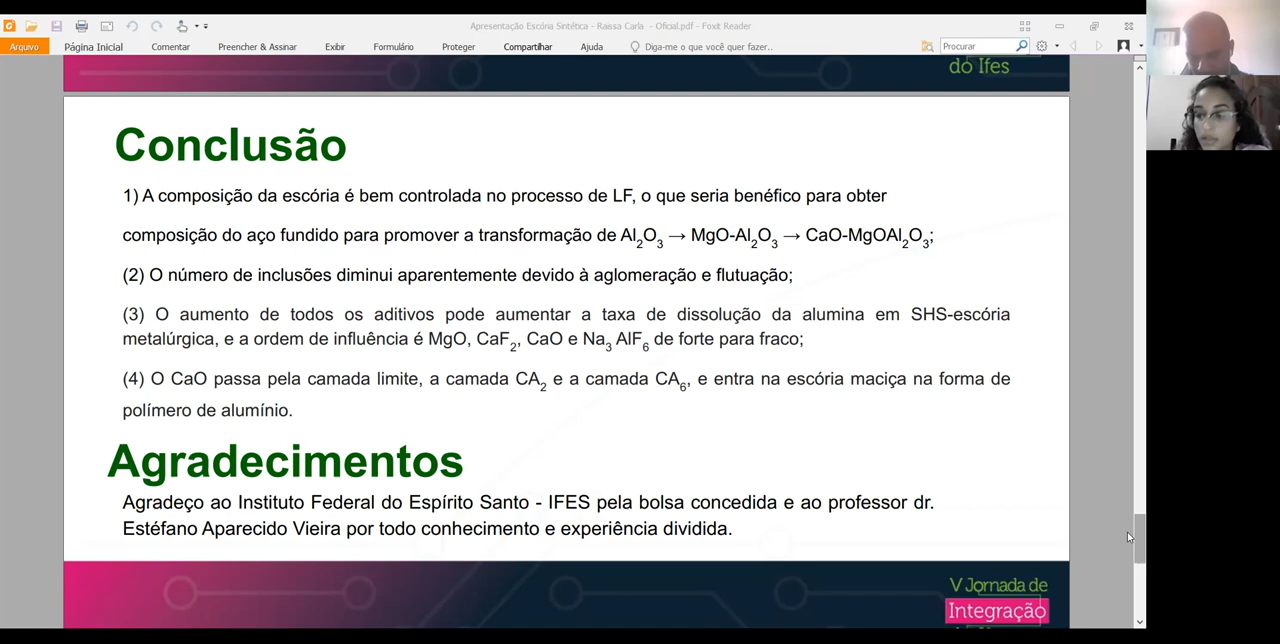 Apresentação Escória Sintética - Raissa Carla - Oficial.pdf - Foxit Reader
Arquivo Página Inicial Comentar Preencher & Assinar Exibir Formulário Proteger Compartilhar Ajuda Diga-me o que você quer fazer.. Procurar
do Ifes
Conclusão
1) A composição da escória é bem controlada no processo de LF, o que seria benéfico para obter
composição do aço fundido para promover a transformação de Al₂O₃ → MgO-Al₂O₃ → CaO-MgOAl₂O₃;
(2) O número de inclusões diminui aparentemente devido à aglomeração e flutuação;
(3) O aumento de todos os aditivos pode aumentar a taxa de dissolução da alumina em SHS-escória
metalúrgica, e a ordem de influência é MgO, CaF₂, CaO e Na₃ AlF₆ de forte para fraco;
(4) O CaO passa pela camada limite, a camada CA₂ e a camada CA₆, e entra na escória maciça na forma de
polímero de alumínio.
Agradecimentos
Agradeço ao Instituto Federal do Espírito Santo - IFES pela bolsa concedida e ao professor dr.
Estéfano Aparecido Vieira por todo conhecimento e experiência dividida.
V Jornada de
Integração